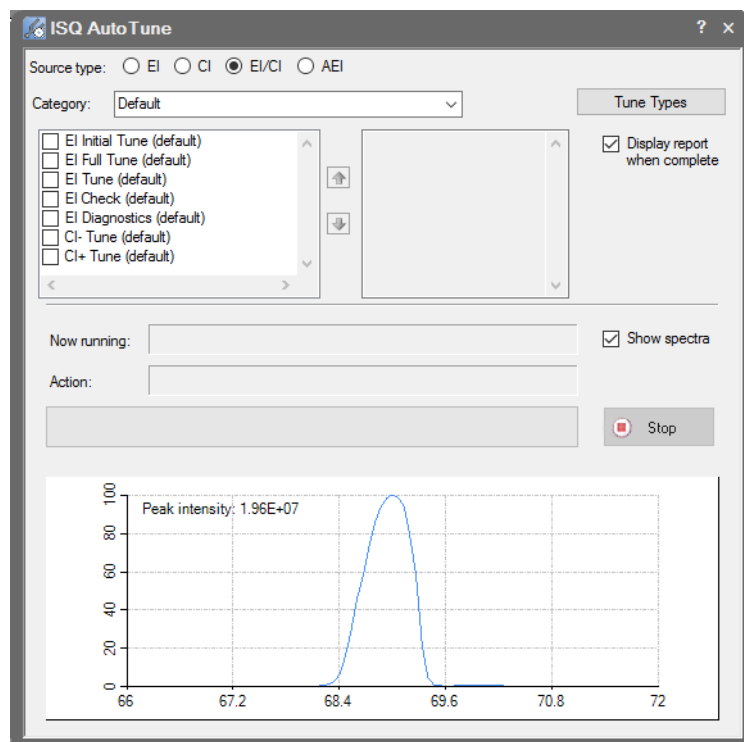 ISQ AutoTune ? ×
Source type: EI CI EI/CI AEI
Category: Default Tune Types
EI Initial Tune (default)
EI Full Tune (default)
EI Tune (default)
EI Check (default)
EI Diagnostics (default)
CI- Tune (default)
CI+ Tune (default)
Display report
when complete
Now running:
Show spectra
Action:
Stop
Peak intensity: 1.96E+07
100
80
60
40
20
0
66 67.2 68.4 69.6 70.8 72